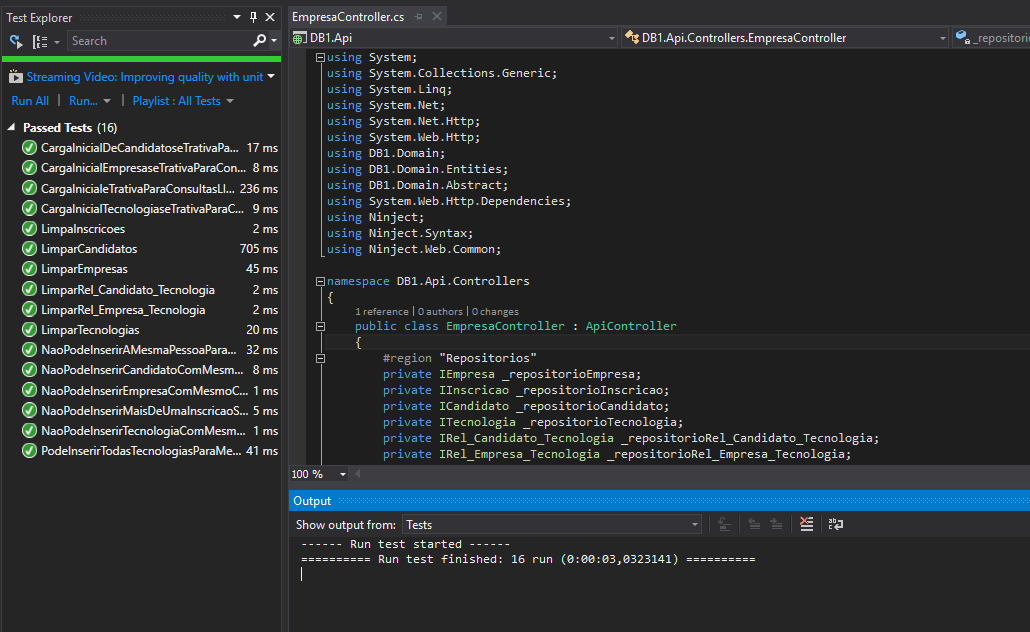 Test Explorer
Search
Streaming Video: Improving quality with unit
Run All | Run... | Playlist : All Tests
Passed Tests (16)
CargaInicialDeCandidatoseTrativaPa... 17 ms
CargaInicialEmpresaseTrativaParaCon... 8 ms
CargaInicialeTrativaParaConsultasLI... 236 ms
CargaInicialTecnologiaseTrativaParaC... 9 ms
LimpaInscricoes 2 ms
LimparCandidatos 705 ms
LimparEmpresas 45 ms
LimparRel_Candidato_Tecnologia 2 ms
LimparRel_Empresa_Tecnologia 2 ms
LimparTecnologias 20 ms
NaoPodeInserirAMesmaPessoaPara... 32 ms
NaoPodeInserirCandidatoComMesm... 8 ms
NaoPodeInserirEmpresaComMesmoC... 1 ms
NaoPodeInserirMaisDeUmaInscricaoS... 5 ms
NaoPodeInserirTecnologiaComMesm... 1 ms
PodeInserirTodasTecnologiasParaMe... 41 ms
EmpresaController.cs
DB1.Api
DB1.Api.Controllers.EmpresaController
_repositorio
using System;
using System.Collections.Generic;
using System.Linq;
using System.Net;
using System.Net.Http;
using System.Web.Http;
using DB1.Domain;
using DB1.Domain.Entities;
using DB1.Domain.Abstract;
using System.Web.Http.Dependencies;
using Ninject;
using Ninject.Syntax;
using Ninject.Web.Common;
namespace DB1.Api.Controllers
{
1 reference | 0 authors | 0 changes
public class EmpresaController : ApiController
{
#region "Repositorios"
private IEmpresa _repositorioEmpresa;
private IInscricao _repositorioInscricao;
private ICandidato _repositorioCandidato;
private ITecnologia _repositorioTecnologia;
private IRel_Candidato_Tecnologia _repositorioRel_Candidato_Tecnologia;
private IRel_Empresa_Tecnologia _repositorioRel_Empresa_Tecnologia;
100 %
Output
Show output from: Tests
------ Run test started ------
========== Run test finished: 16 run (0:00:03,0323141) ==========